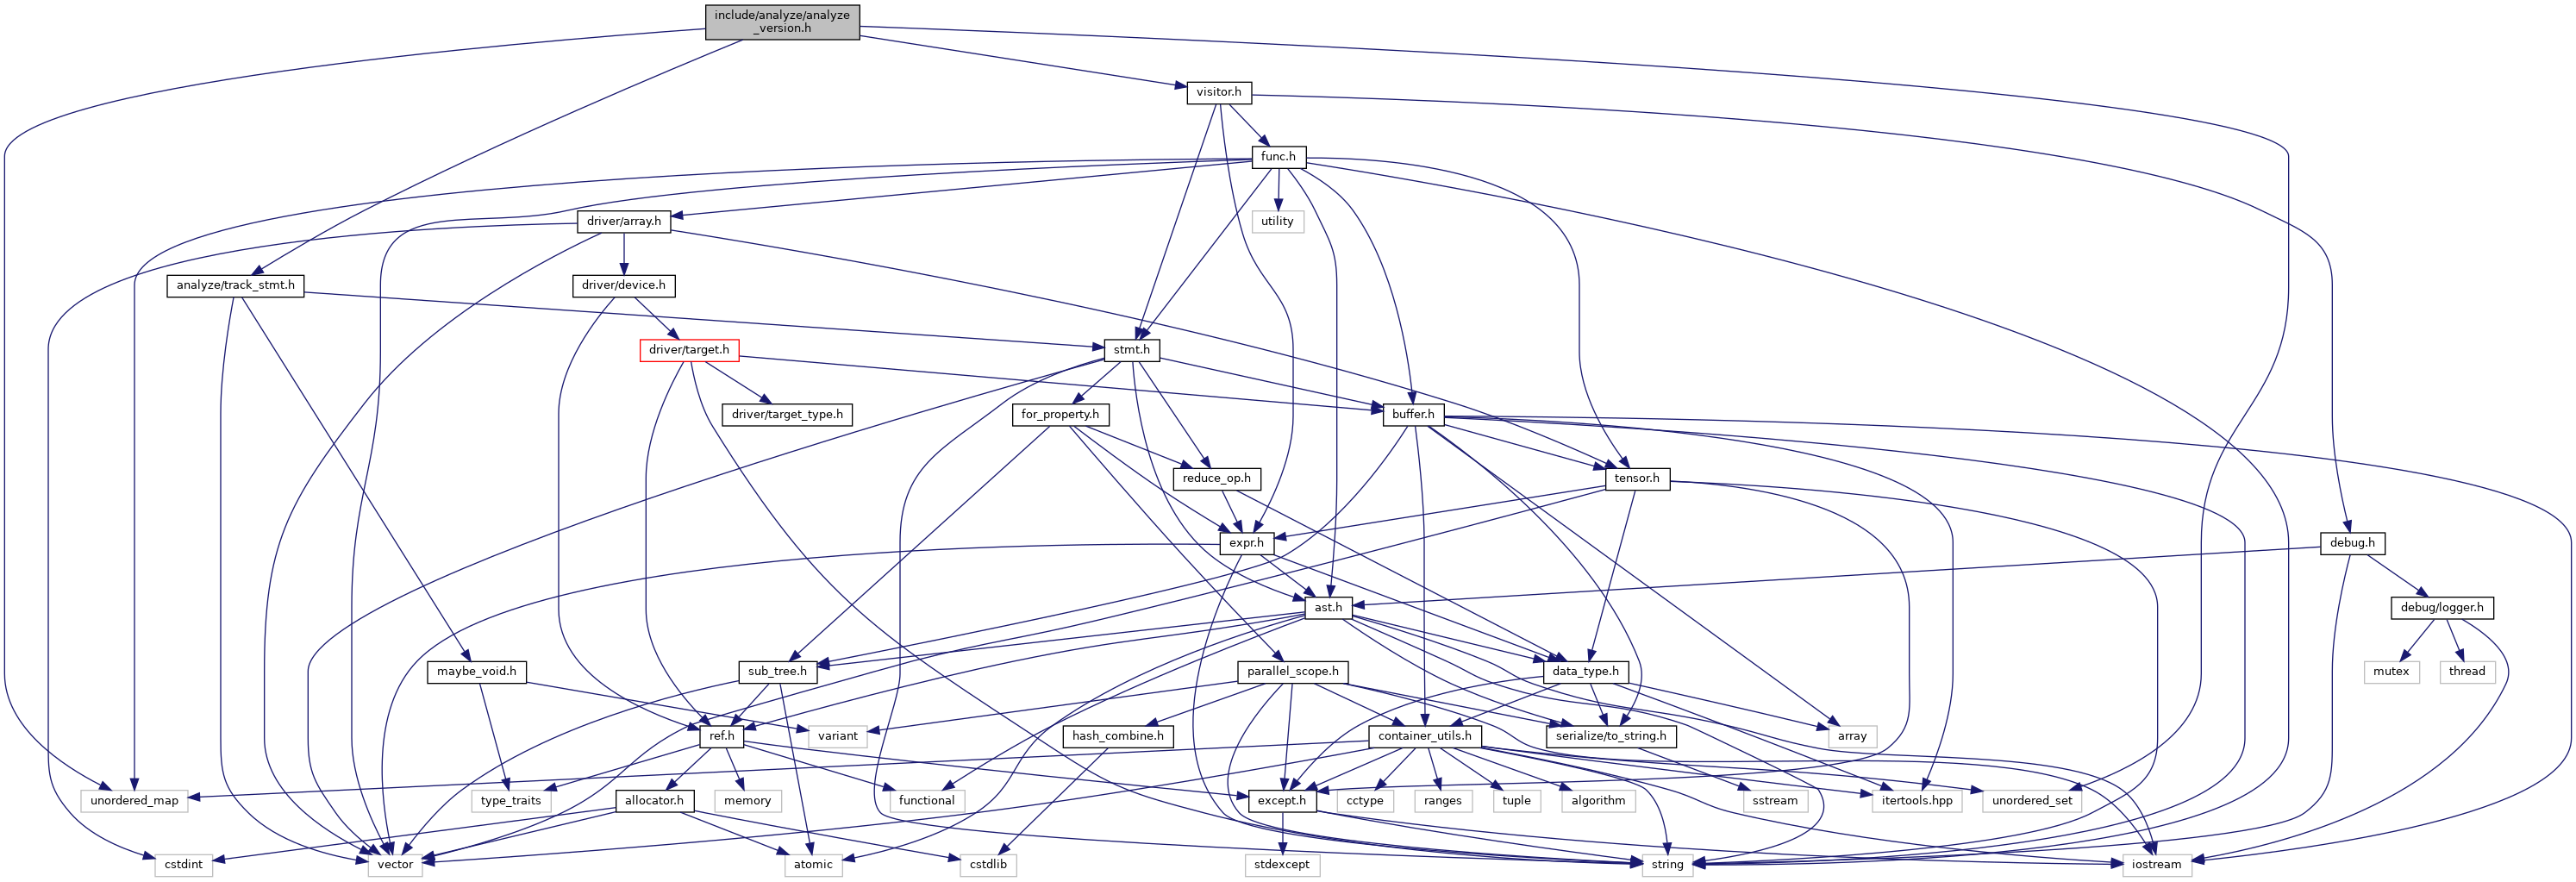 include/analyze/analyze
_version.h
visitor.h
func.h
driver/array.h
utility
analyze/track_stmt.h
driver/device.h
driver/target.h
stmt.h
driver/target_type.h
for_property.h
buffer.h
reduce_op.h
tensor.h
expr.h
debug.h
ast.h
debug/logger.h
maybe_void.h
sub_tree.h
parallel_scope.h
data_type.h
mutex
thread
ref.h
variant
hash_combine.h
container_utils.h
serialize/to_string.h
array
unordered_map
type_traits
allocator.h
memory
functional
except.h
cctype
ranges
tuple
algorithm
sstream
itertools.hpp
unordered_set
cstdint
vector
atomic
cstdlib
stdexcept
string
iostream